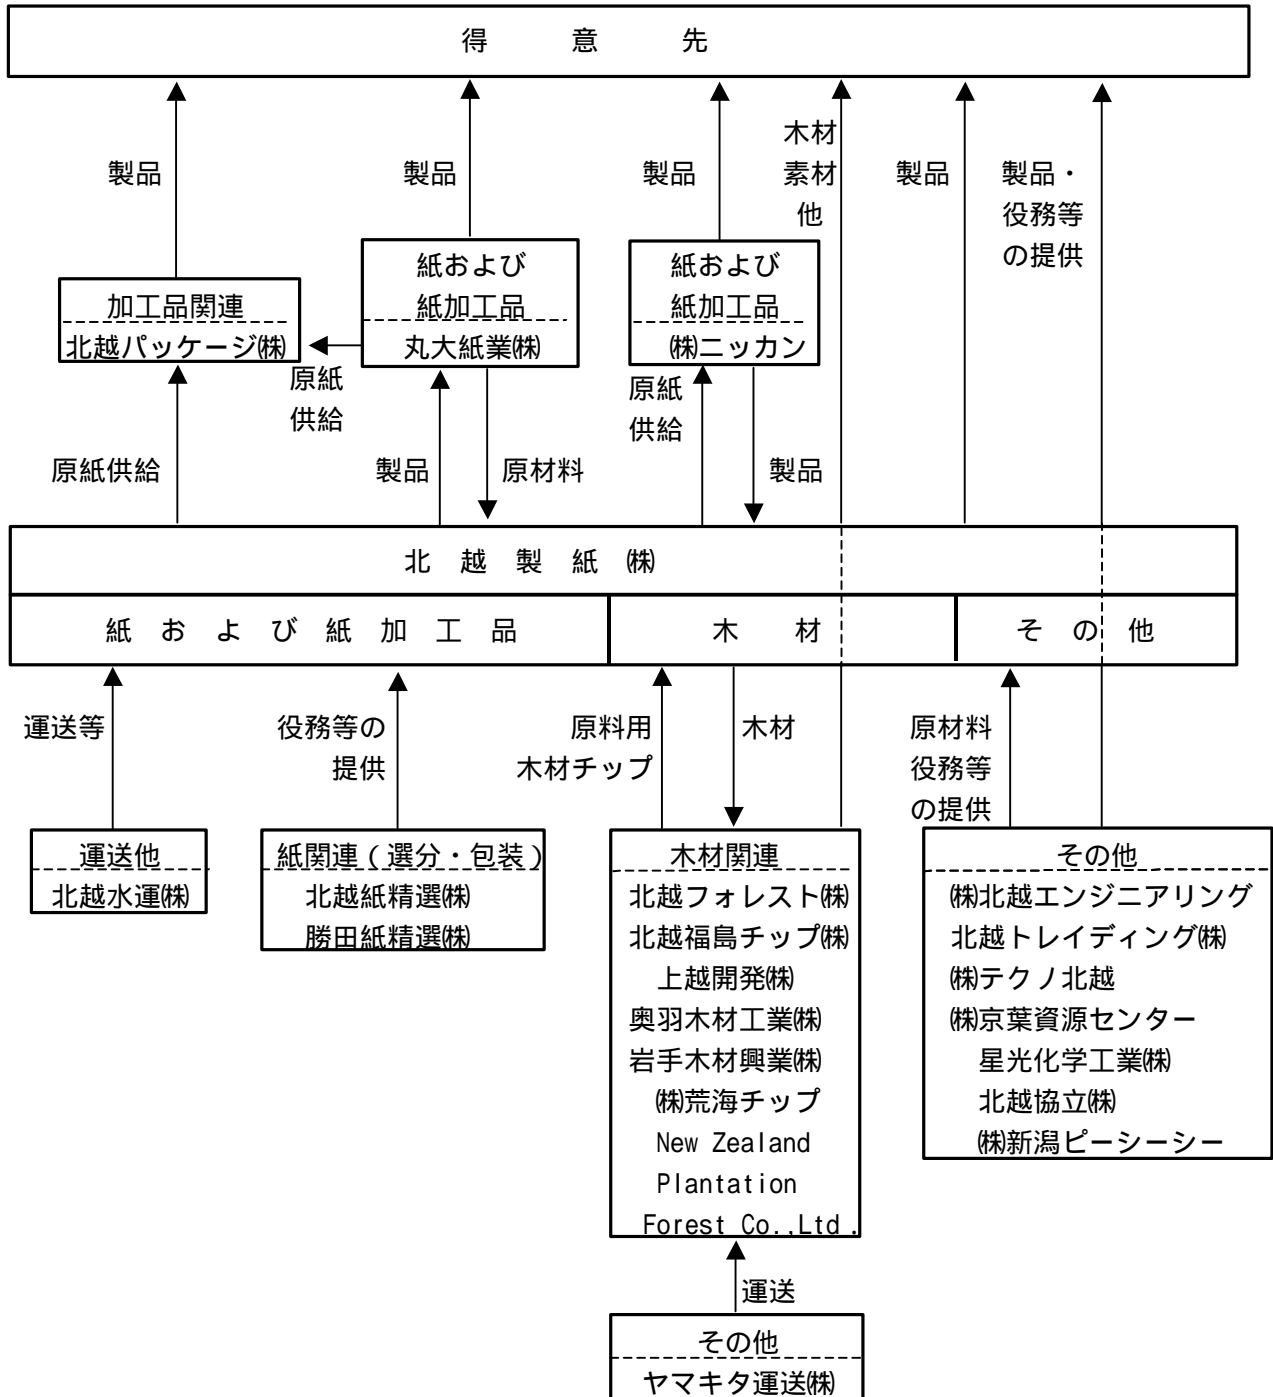 得意先
製品
製品
製品
木材
素材
他
製品
製品・
役務等
の提供
加工品関連
北越パッケージ㈱
紙および
紙加工品
丸大紙業㈱
紙および
紙加工品
㈱ニッカン
原紙
供給
原紙
供給
原紙供給
製品
原材料
製品
北越製紙㈱
紙および紙加工品
木材
その他
運送等
役務等の
提供
原料用
木材チップ
木材
原材料
役務等
の提供
運送他
北越水運㈱
紙関連（選分・包装）
北越紙精選㈱
勝田紙精選㈱
木材関連
北越フォレスト㈱
北越福島チップ㈱
上越開発㈱
奥羽木材工業㈱
岩手木材興業㈱
㈱荒海チップ
New Zealand
Plantation
Forest Co.,Ltd.
その他
㈱北越エンジニアリング
北越トレイディング㈱
㈱テクノ北越
㈱京葉資源センター
星光化学工業㈱
北越協立㈱
㈱新潟ピーシーシー
運送
その他
ヤマキタ運送㈱